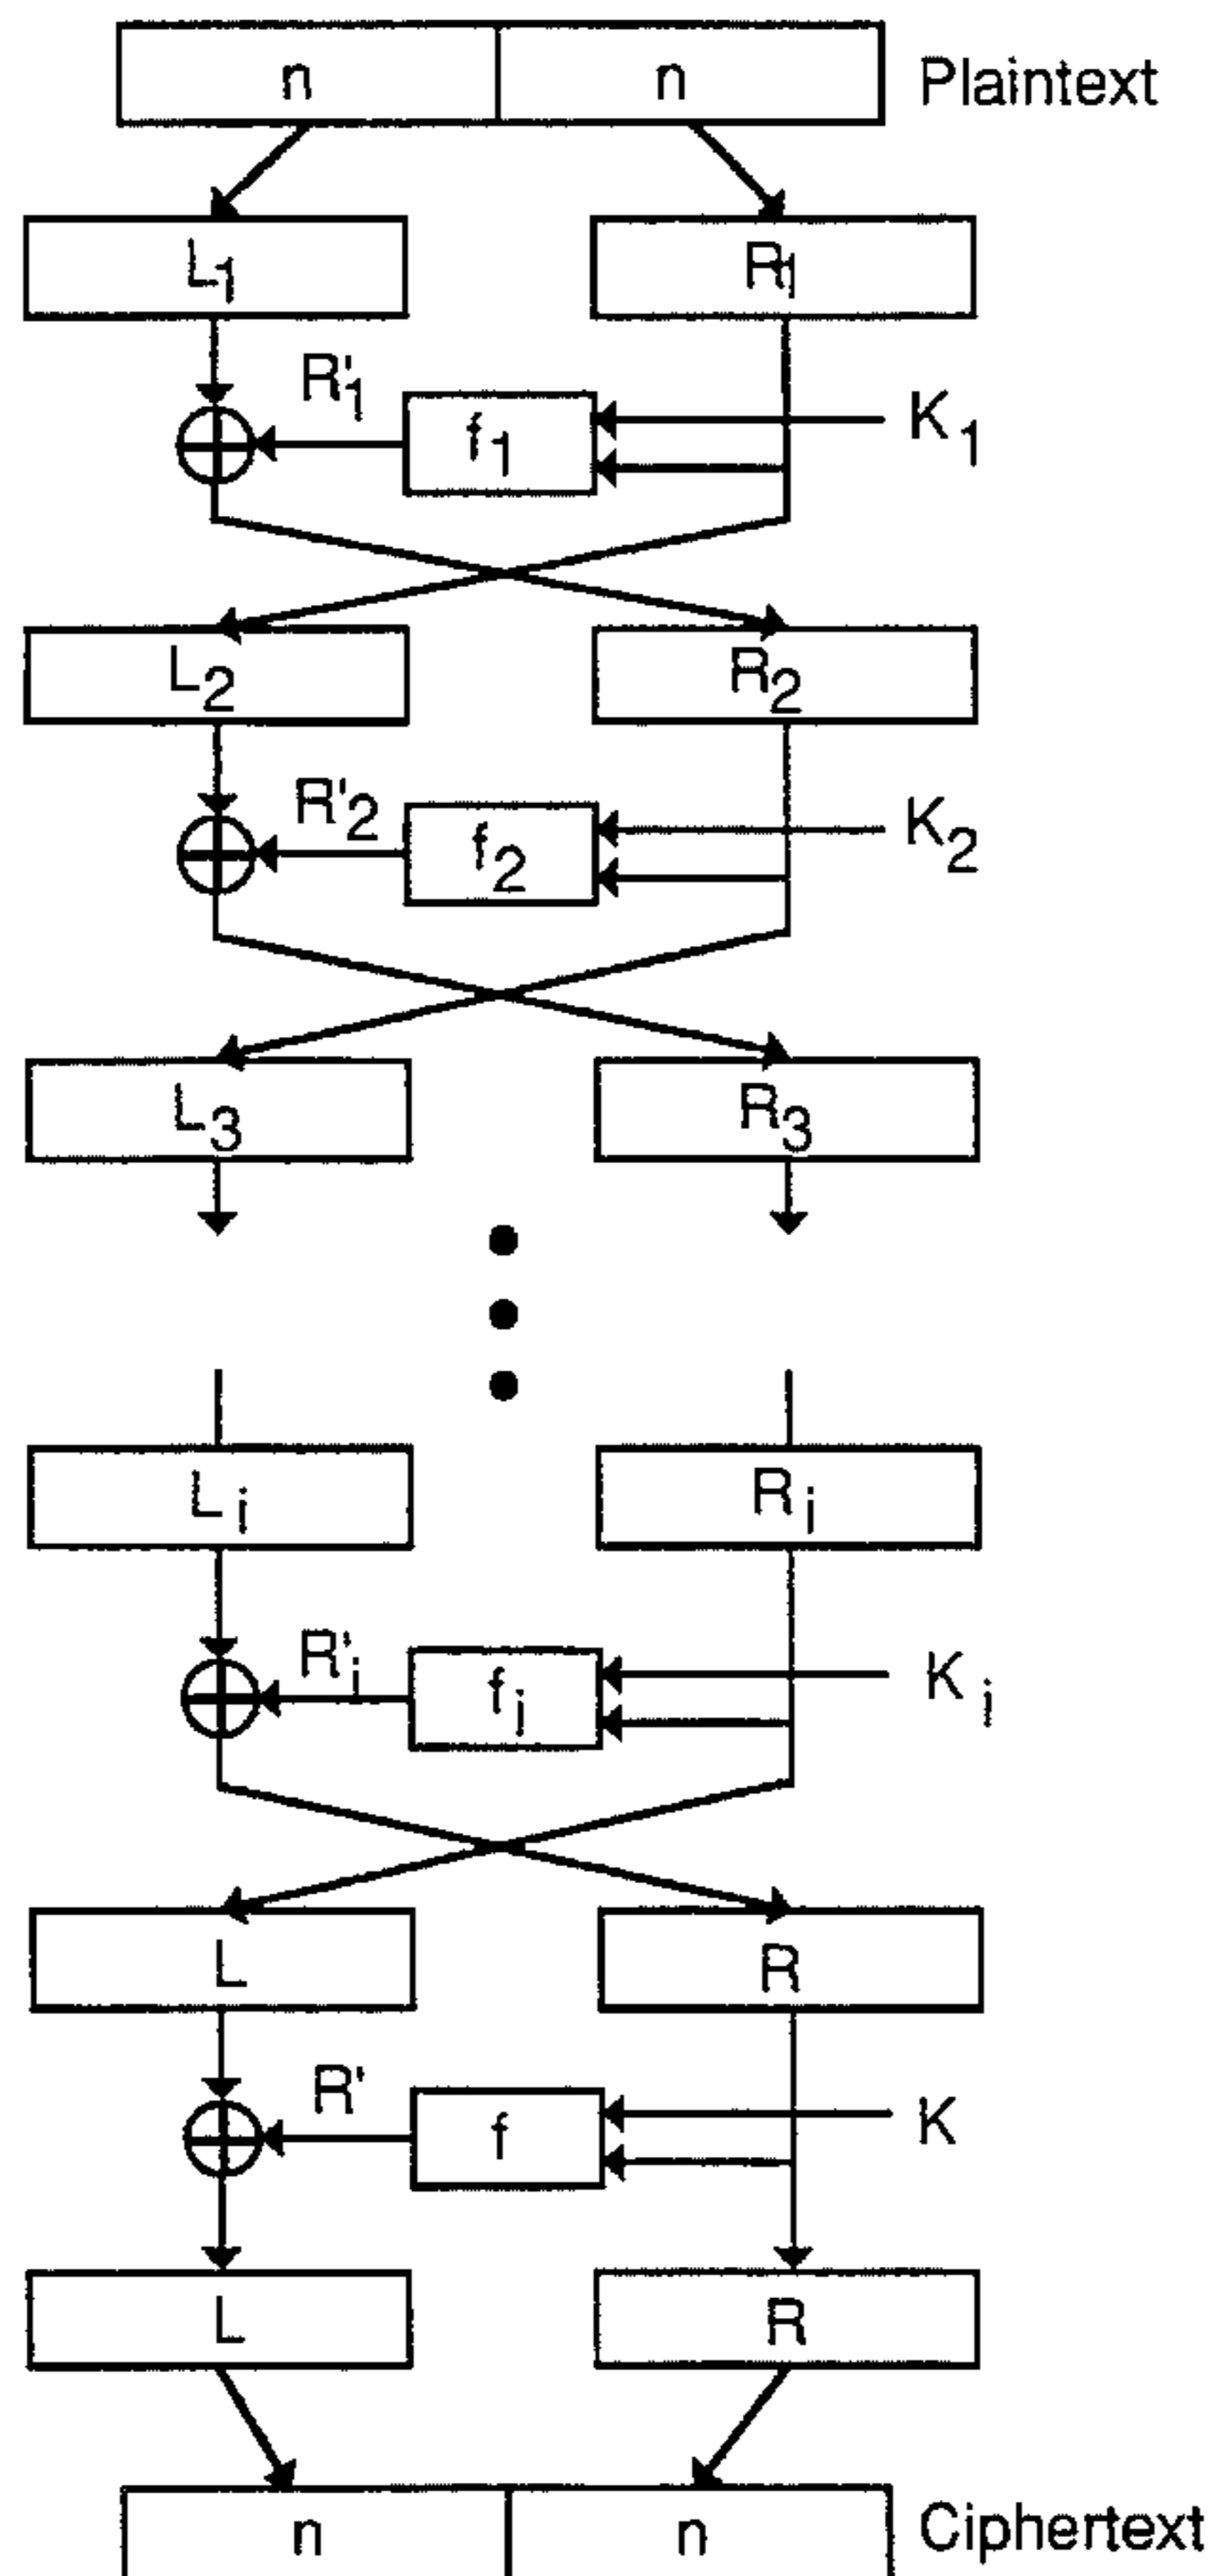 n n Plaintext
L1 R1
R'1 f1 K1
L2 R2
R'2 f2 K2
L3 R3
Li Ri
R'i fi Ki
L R
R' f K
L R
n n Ciphertext